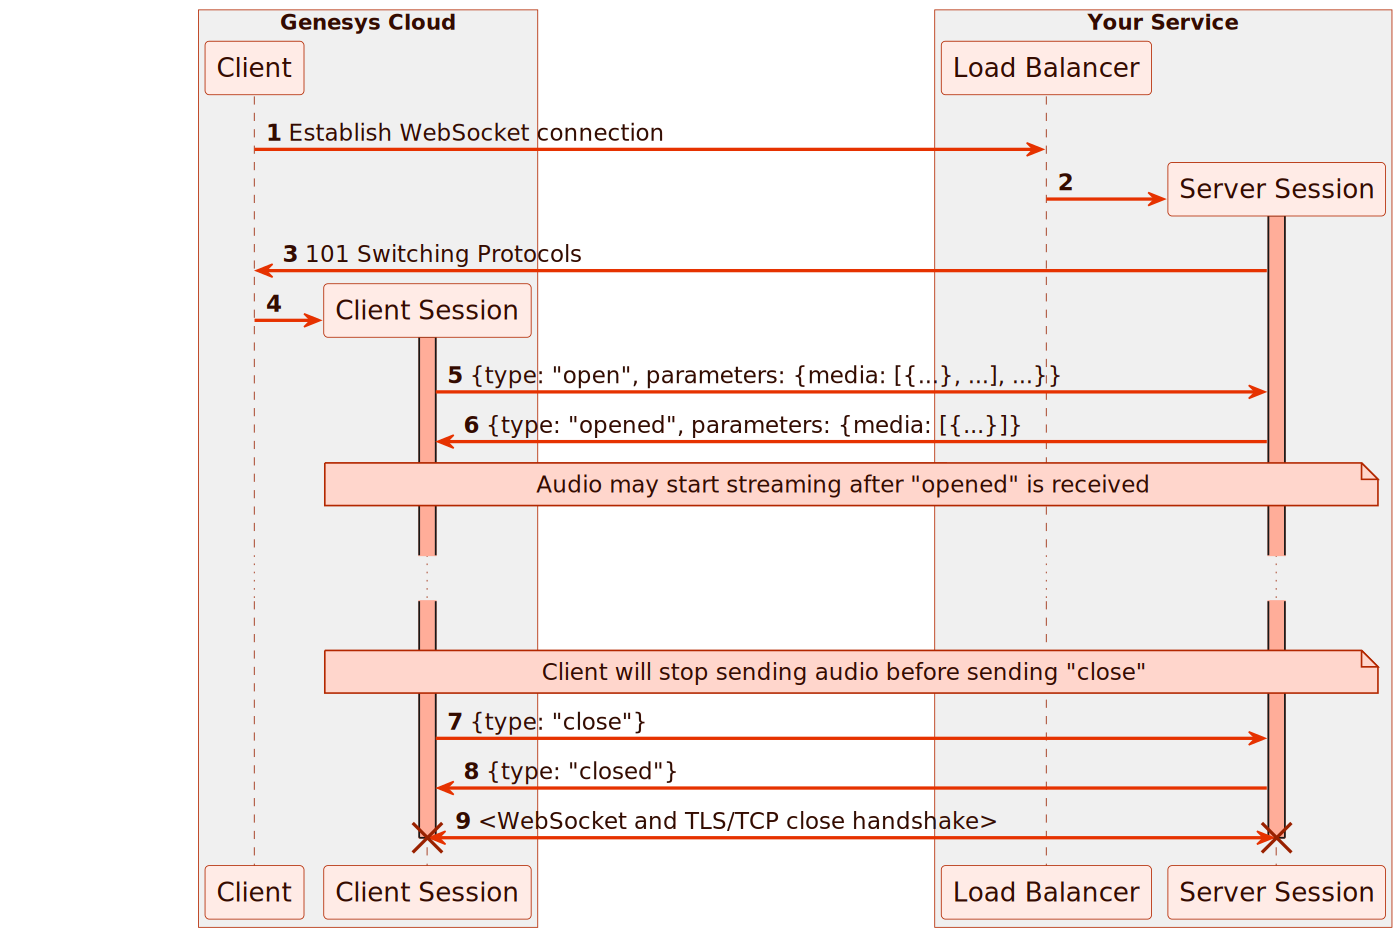 Genesys Cloud
Your Service
Client
Load Balancer
1 Establish WebSocket connection
2
Server Session
3 101 Switching Protocols
4
Client Session
5 {type: "open", parameters: {media: [{...}, ...], ...}}
6 {type: "opened", parameters: {media: [{...}]}
Audio may start streaming after "opened" is received
Client will stop sending audio before sending "close"
7 {type: "close"}
8 {type: "closed"}
9 <WebSocket and TLS/TCP close handshake>
Client
Client Session
Load Balancer
Server Session